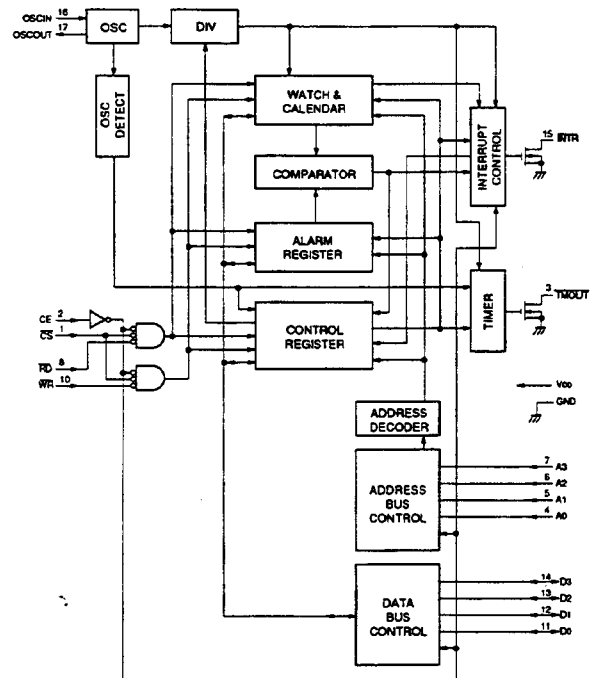 OSCIN 16
OSCOUT 17
OSC
DIV
OSC
DETECT
WATCH &
CALENDAR
COMPARATOR
ALARM
REGISTER
CONTROL
REGISTER
INTERRUPT
CONTROL
15 INTR
TIMER
3 TMOUT
CE 2
CS 1
RD 8
WR 10
VDD
GND
ADDRESS
DECODER
ADDRESS
BUS
CONTROL
7 A3
6 A2
5 A1
4 A0
DATA
BUS
CONTROL
14 D3
13 D2
12 D1
11 D0